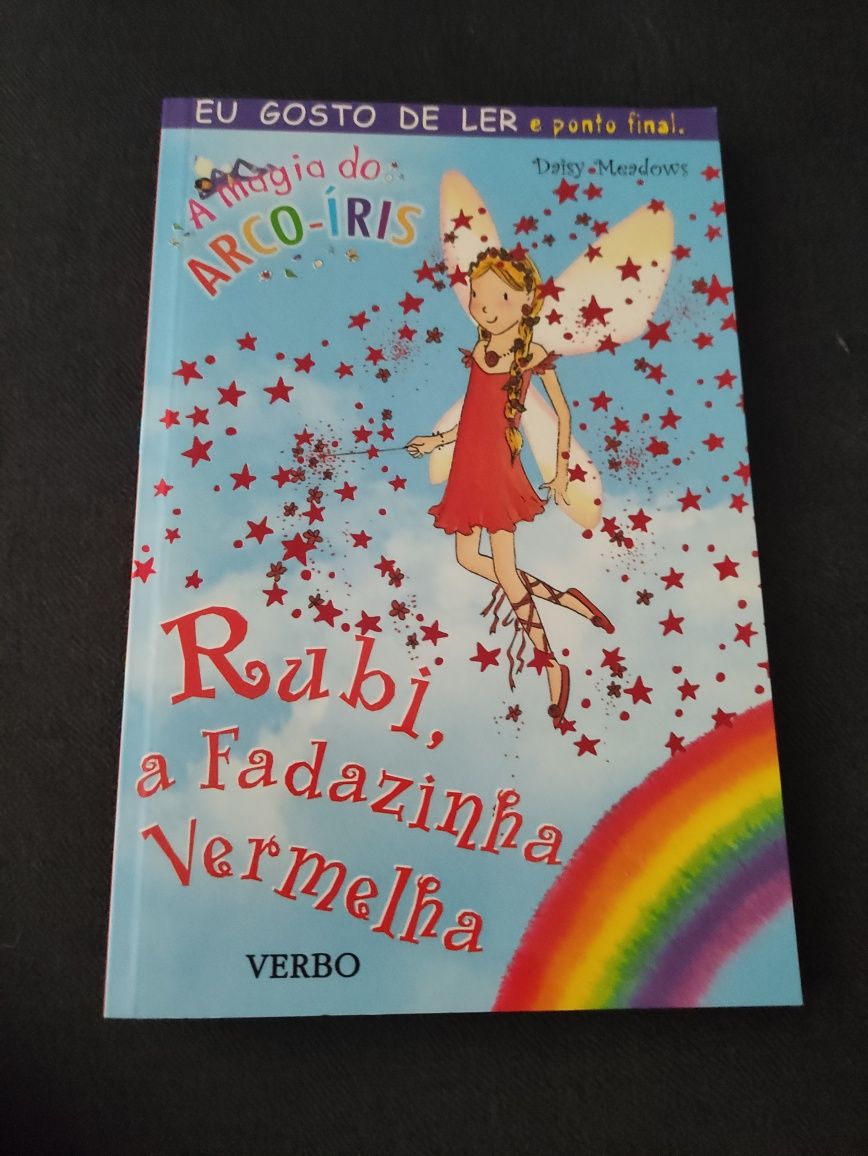 EU GOSTO DE LER e ponto final.
A magia do
ARCO-ÍRIS
Daisy Meadows
Rubi,
a Fadazinha
Vermelha
VERBO